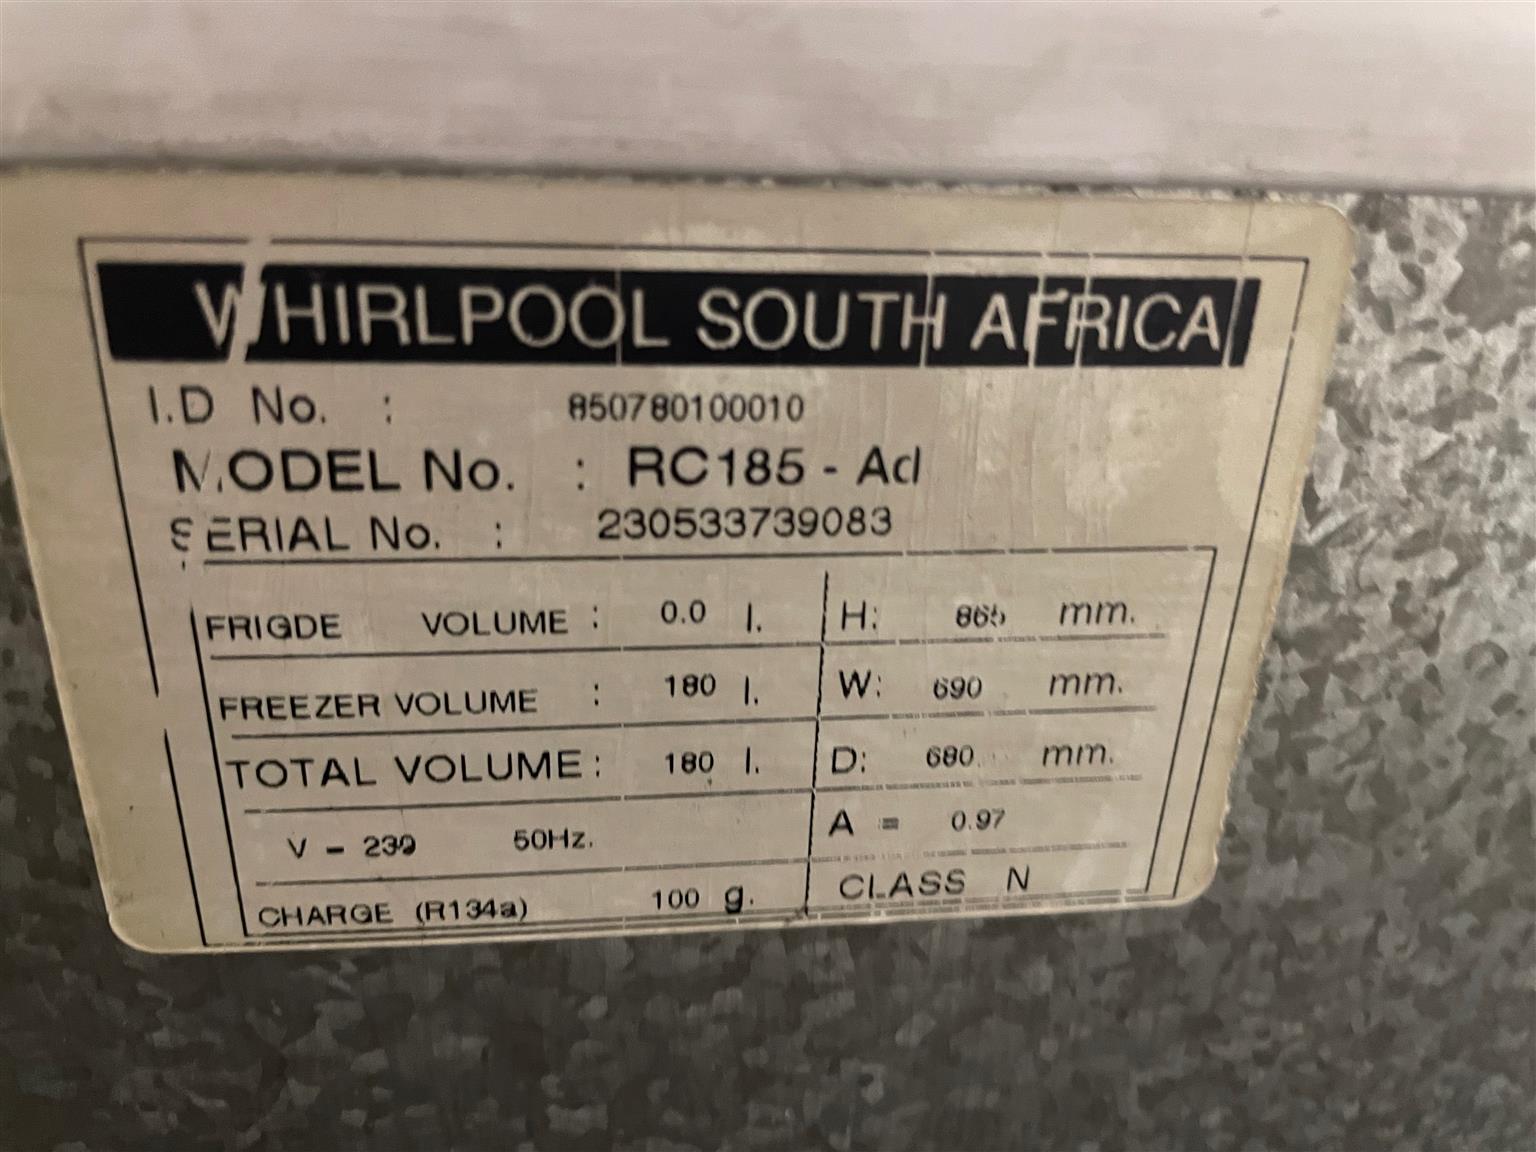 WHIRLPOOL SOUTH AFRICA
I.D No. : 850780100010
MODEL No. : RC185 - Ad
SERIAL No. : 230533739083
FRIGDE VOLUME : 0.0 l. H: 865 mm.
FREEZER VOLUME : 180 l. W: 690 mm.
TOTAL VOLUME : 180 l. D: 680 mm.
V - 230 50Hz. A = 0.97
CHARGE (R134a) 100 g. CLASS N